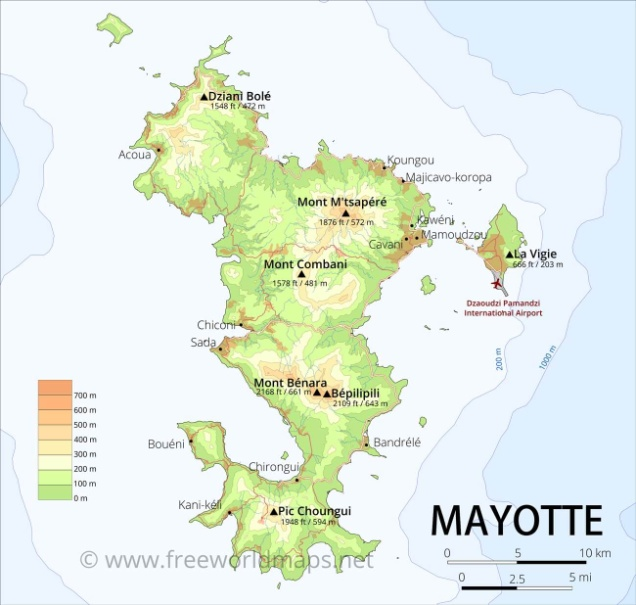 Dziani Bolé
1548 ft / 472 m
Acoua
Koungou
Majicavo-koropa
Mont M'tsapéré
1876 ft / 572 m
Kawéni
Mamoudzou
Cavani
La Vigie
666 ft / 203 m
Mont Combani
1578 ft / 481 m
Dzaoudzi Pamandzi
International Airport
Chiconi
Sada
200 m
1000 m
Mont Bénara
2168 ft / 661 m
Bépilipili
2109 ft / 643 m
700 m
600 m
500 m
400 m
300 m
200 m
100 m
0 m
Bouéni
Bandrélé
Chirongui
Kani-kéli
Pic Choungui
1948 ft / 594 m
MAYOTTE
0 5 10 km
0 2.5 5 mi
© www.freeworldmaps.net